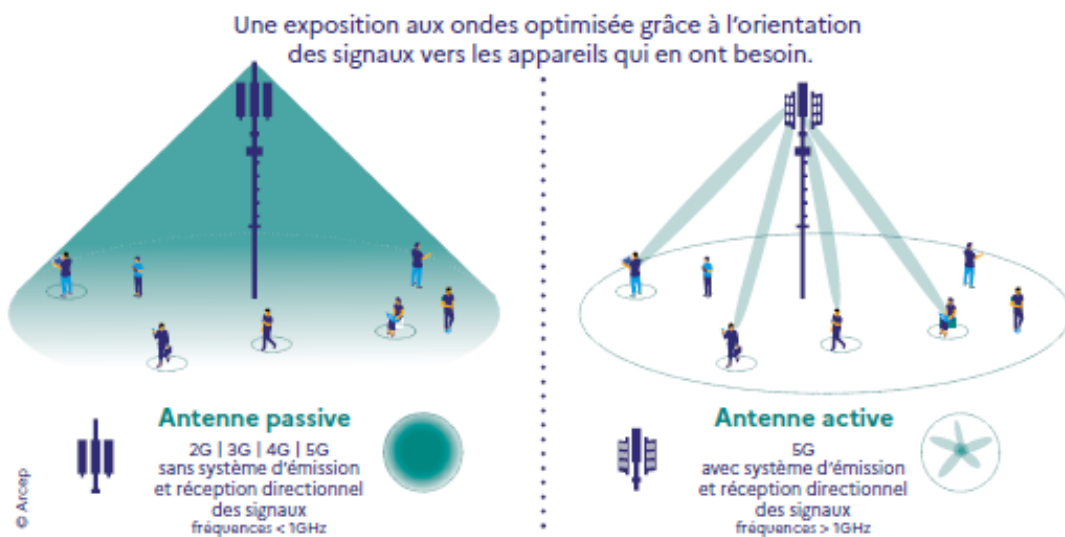 Une exposition aux ondes optimisée grâce à l'orientation
des signaux vers les appareils qui en ont besoin.
Antenne passive
2G | 3G | 4G | 5G
sans système d'émission
et réception directionnel
des signaux
fréquences < 1GHz
Antenne active
5G
avec système d'émission
et réception directionnel
des signaux
fréquences > 1GHz
© Arcep